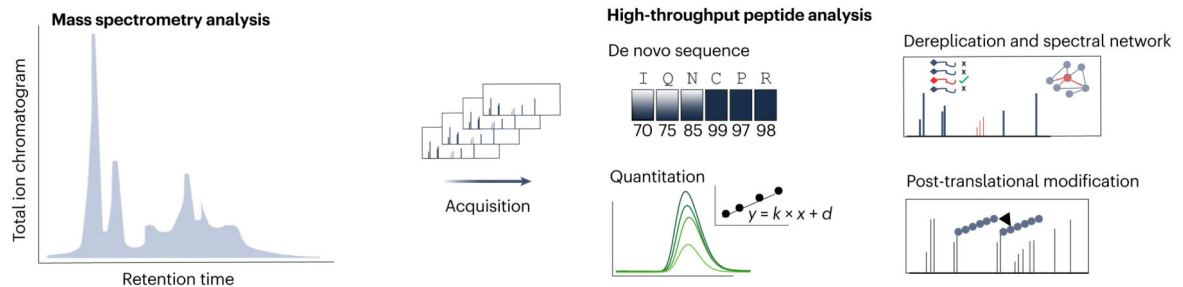 Mass spectrometry analysis
Total ion chromatogram
Retention time
Acquisition
High-throughput peptide analysis
De novo sequence
I Q N C P R
70 75 85 99 97 98
Quantitation
y = k × x + d
Dereplication and spectral network
x
x
✓
x
Post-translational modification